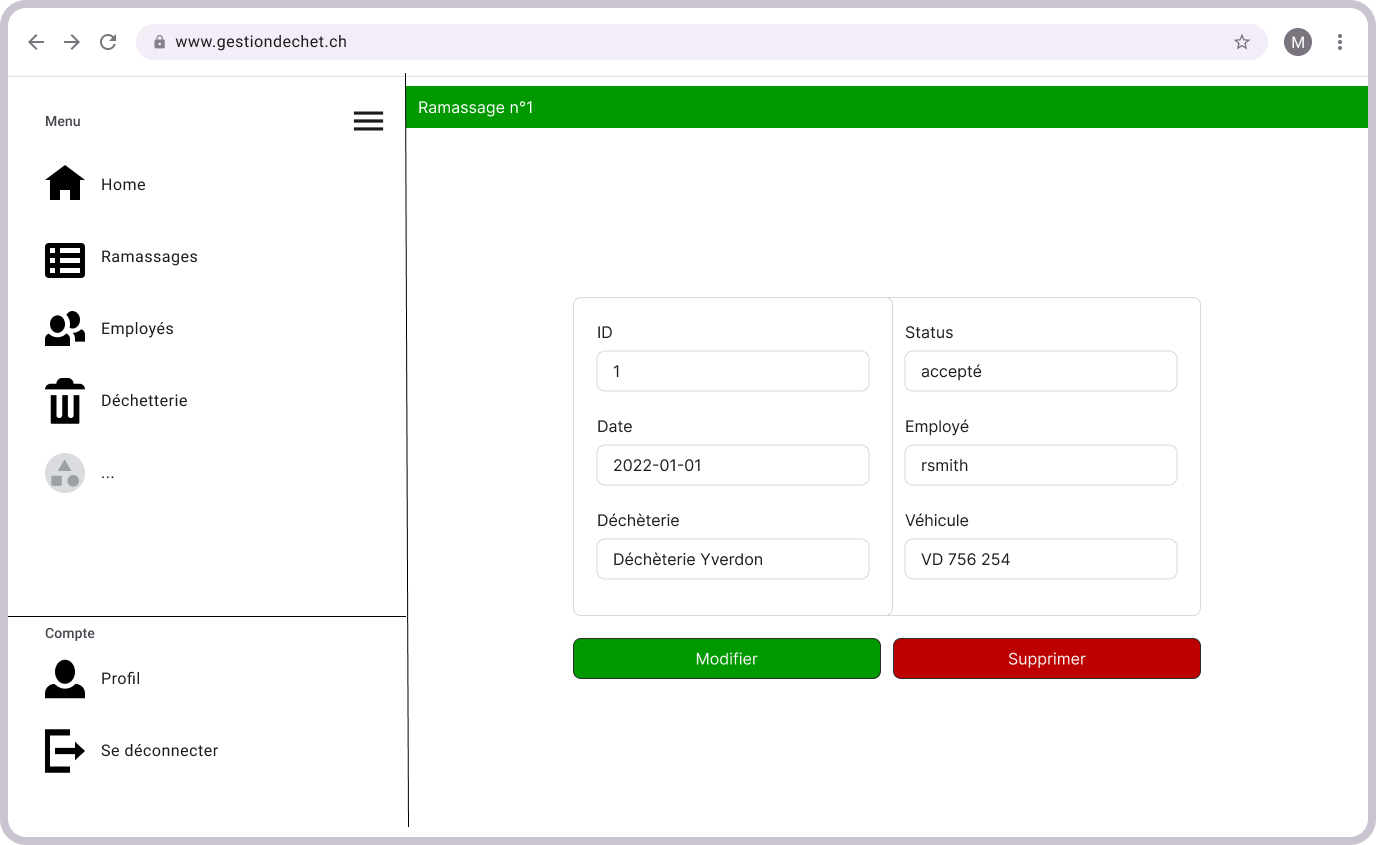 www.gestiondechet.ch
M
Menu
Home
Ramassages
Employés
Déchetterie
...
Compte
Profil
Se déconnecter
Ramassage n°1
ID
1
Date
2022-01-01
Déchèterie
Déchèterie Yverdon
Status
accepté
Employé
rsmith
Véhicule
VD 756 254
Modifier
Supprimer